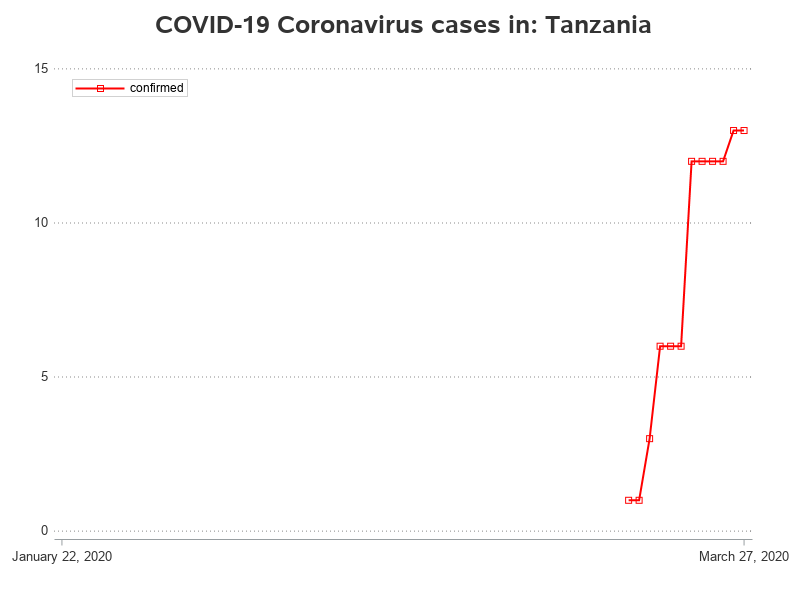 COVID-19 Coronavirus cases in: Tanzania
15
confirmed
10
5
0
January 22, 2020
March 27, 2020